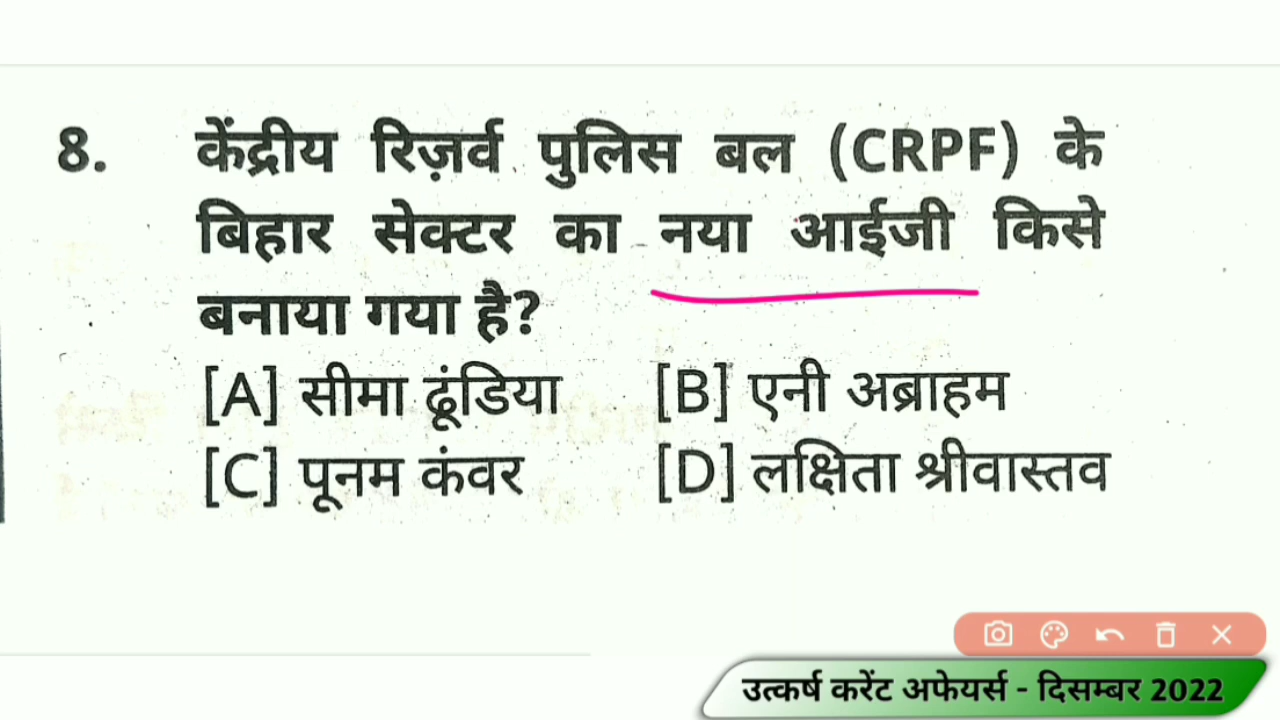 8. केंद्रीय रिज़र्व पुलिस बल (CRPF) के
बिहार सेक्टर का नया आईजी किसे
बनाया गया है?
[A] सीमा ढूंडिया [B] एनी अब्राहम
[C] पूनम कंवर [D] लक्षिता श्रीवास्तव
उत्कर्ष करेंट अफेयर्स - दिसम्बर 2022